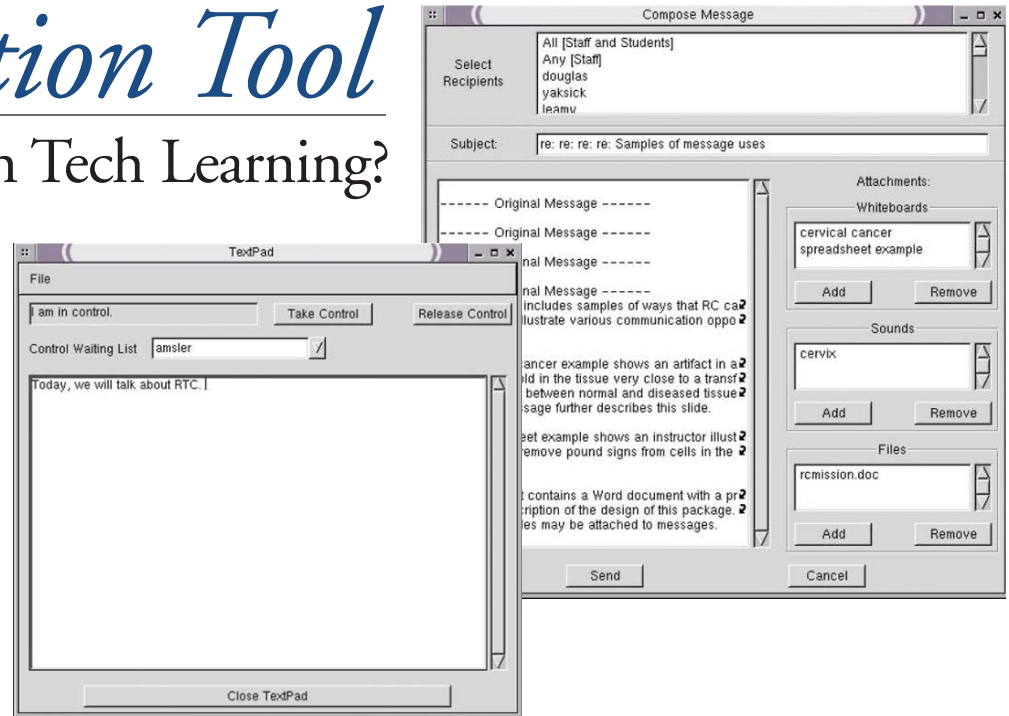 tion Tool
n Tech Learning?
Compose Message
Select
Recipients
All [Staff and Students]
Any [Staff]
douglas
yaksick
leamy
Subject:
re: re: re: re: Samples of message uses
------ Original Message ------
------ Original Message ------
nal Message ------
nal Message ------
includes samples of ways that RC ca
llustrate various communication oppo
cancer example shows an artifact in a
ld in the tissue very close to a transf
between normal and diseased tissue
ssage further describes this slide.
eet example shows an instructor illust
remove pound signs from cells in the
t contains a Word document with a pr
ription of the design of this package.
les may be attached to messages.
Attachments:
Whiteboards
cervical cancer
spreadsheet example
Add
Remove
Sounds
cervix
Add
Remove
Files
rcmission.doc
Add
Remove
Send
Cancel
TextPad
File
I am in control.
Take Control
Release Control
Control Waiting List
amsler
Today, we will talk about RTC.
Close TextPad